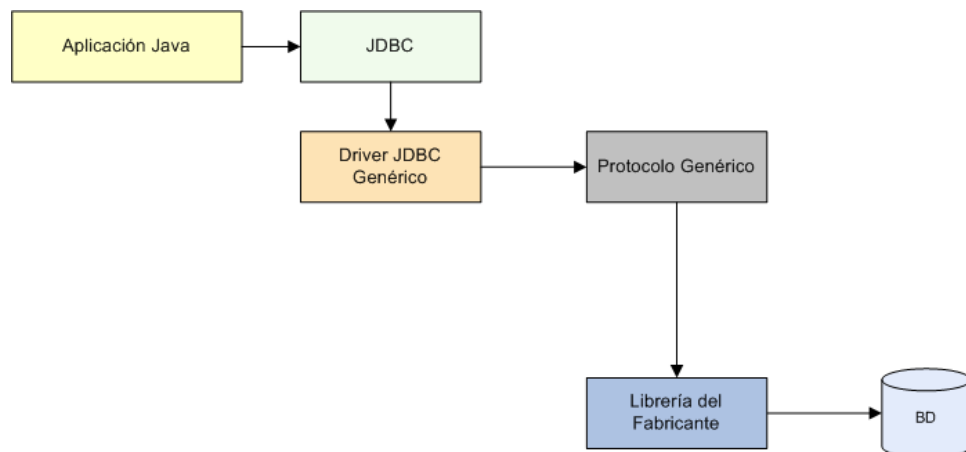 Aplicación Java
JDBC
Driver JDBC
Genérico
Protocolo Genérico
Librería del
Fabricante
BD